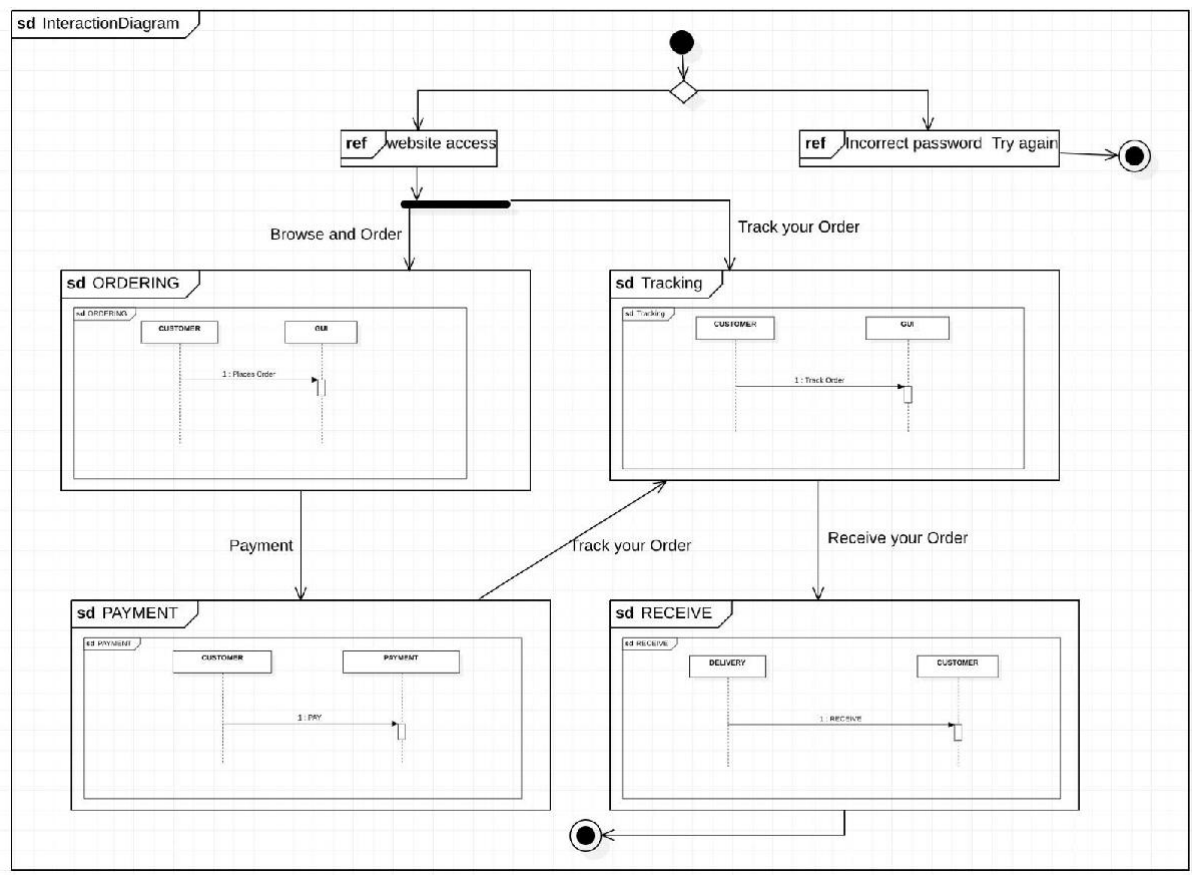 sd InteractionDiagram
ref website access
ref Incorrect password Try again
Browse and Order
Track your Order
sd ORDERING
sd ORDERING
CUSTOMER
GUI
1 : Places Order
sd Tracking
sd Tracking
CUSTOMER
GUI
1 : Track Order
Payment
Track your Order
Receive your Order
sd PAYMENT
sd PAYMENT
CUSTOMER
PAYMENT
1 : PAY
sd RECEIVE
sd RECEIVE
DELIVERY
CUSTOMER
1 : RECEIVE